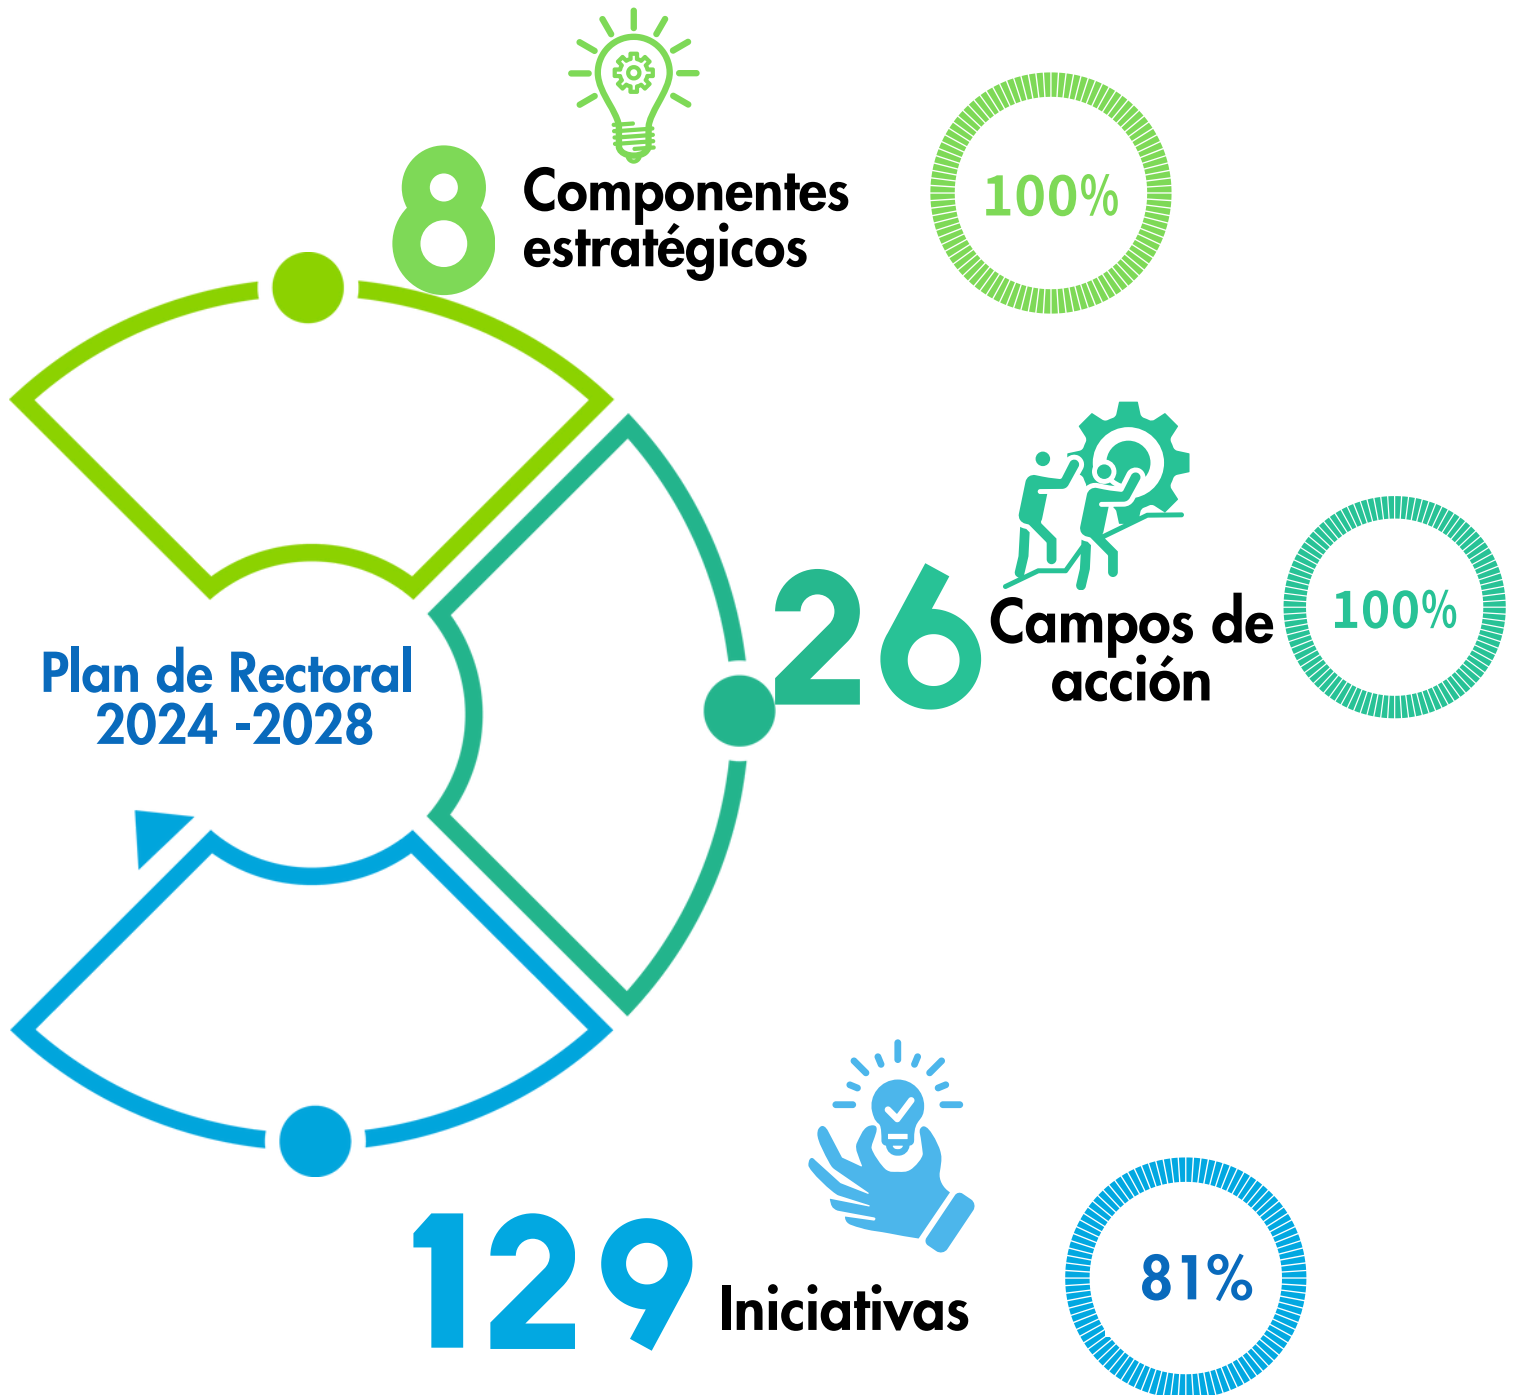 8
Componentes
estratégicos
100%
26
Campos de
acción
100%
Plan de Rectoral
2024 -2028
129
Iniciativas
81%